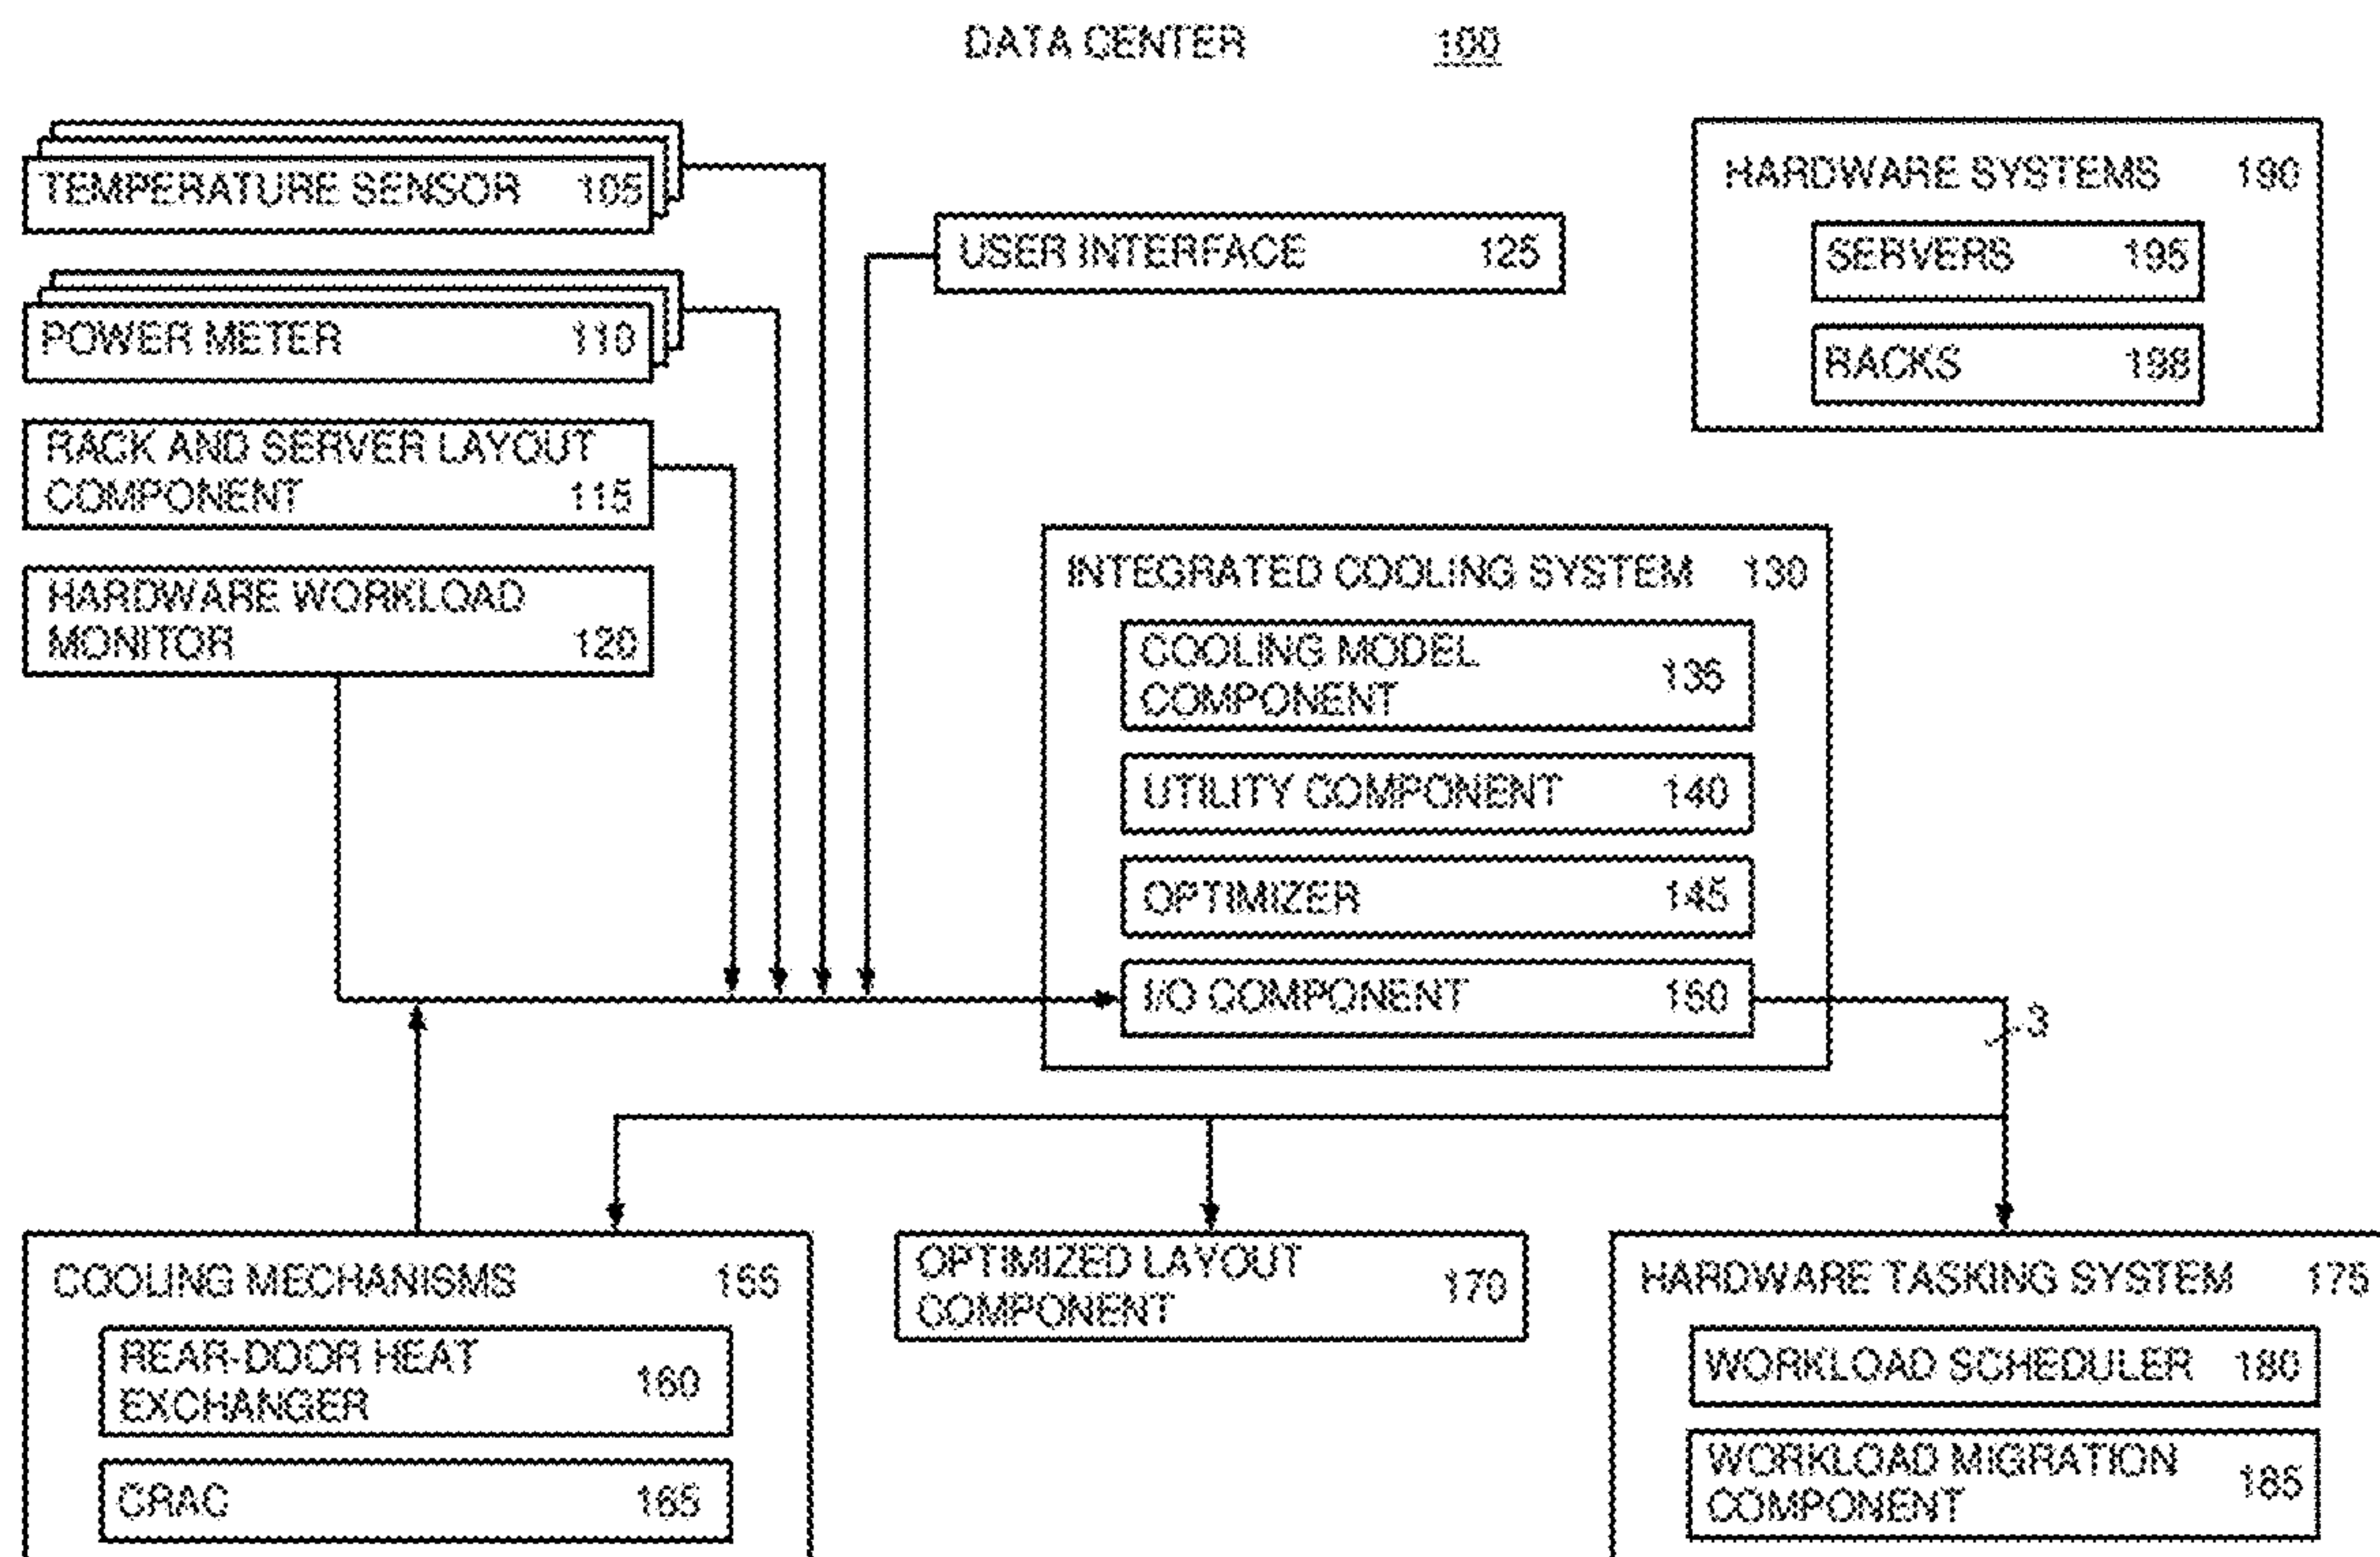 DATA CENTER 100
TEMPERATURE SENSOR 105
POWER METER 110
RACK AND SERVER LAYOUT
COMPONENT 115
HARDWARE WORKLOAD
MONITOR 120
USER INTERFACE 125
HARDWARE SYSTEMS 190
SERVERS 195
RACKS 198
INTEGRATED COOLING SYSTEM 130
COOLING MODEL
COMPONENT 135
UTILITY COMPONENT 140
OPTIMIZER 145
I/O COMPONENT 150
3
COOLING MECHANISMS 155
REAR-DOOR HEAT
EXCHANGER 160
CRAC 165
OPTIMIZED LAYOUT
COMPONENT 170
HARDWARE TASKING SYSTEM 175
WORKLOAD SCHEDULER 180
WORKLOAD MIGRATION
COMPONENT 185